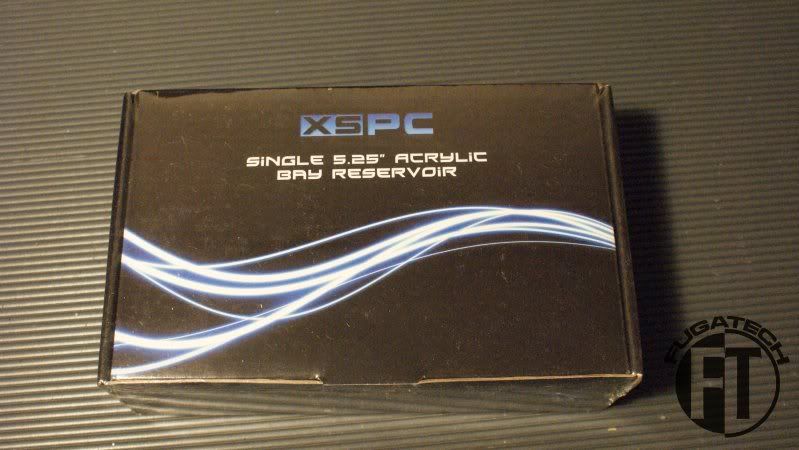 XSPC
SINGLE 5.25" ACRYLIC
BAY RESERVOIR
FUGATECH
FT